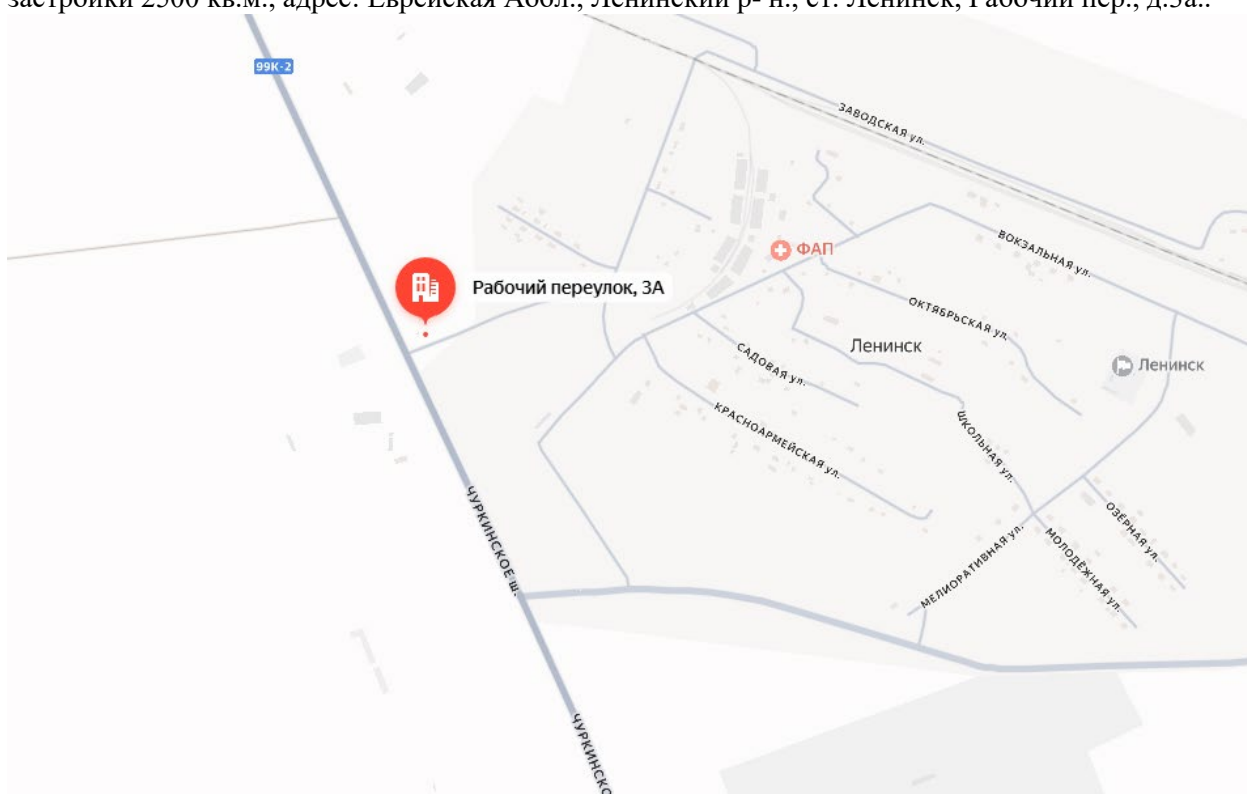 застройки 2500 кв.м., адрес: Еврейская Аобл., Ленинский р- н., ст. Ленинск, Рабочий пер., д.3а..
99К-2
ЗАВОДСКАЯ ул.
ФАП
ВОКЗАЛЬНАЯ ул.
Рабочий переулок, 3А
ОКТЯБРЬСКАЯ ул.
Ленинск
САДОВАЯ ул.
Ленинск
КРАСНОАРМЕЙСКАЯ ул.
ШКОЛЬНАЯ ул.
ЧУРКИНСКОЕ ш.
ОЗЁРНАЯ ул.
МЕЛИОРАТИВНАЯ ул.
МОЛОДЁЖНАЯ ул.
ЧУРКИНСКО